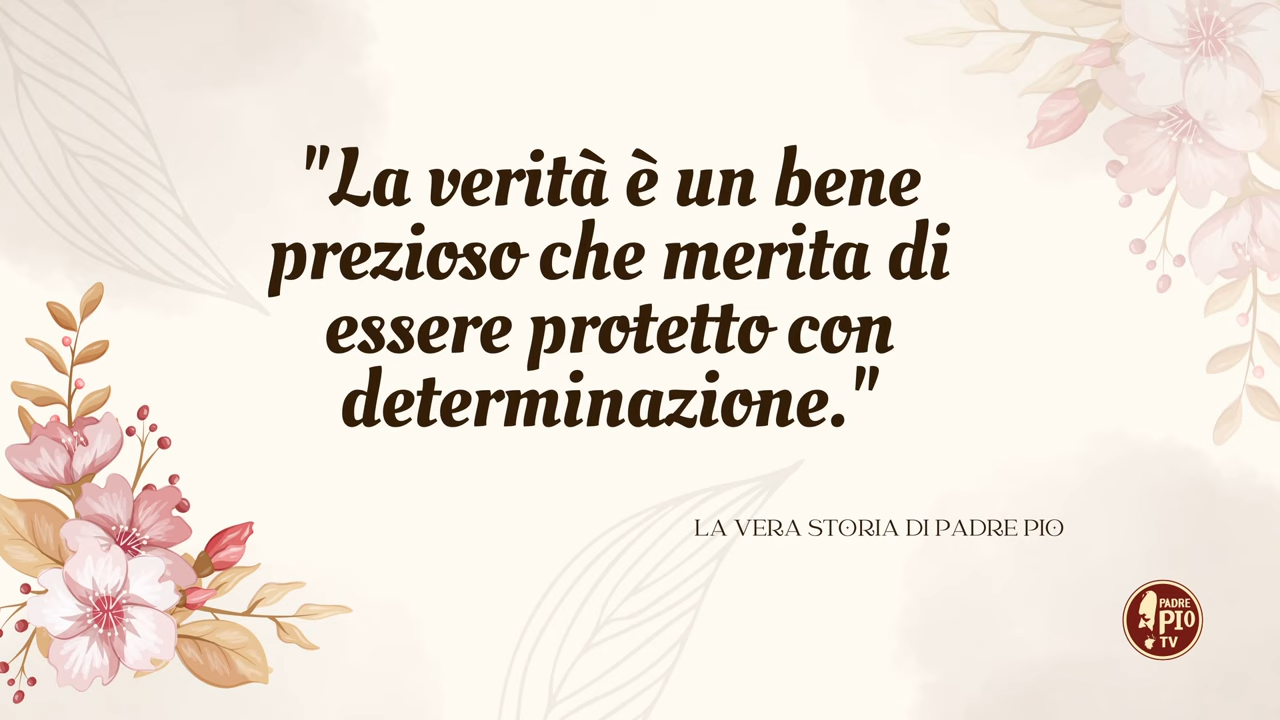 "La verità è un bene
prezioso che merita di
essere protetto con
determinazione."
LA VERA STORIA DI PADRE PIO
PADRE
PIO
TV